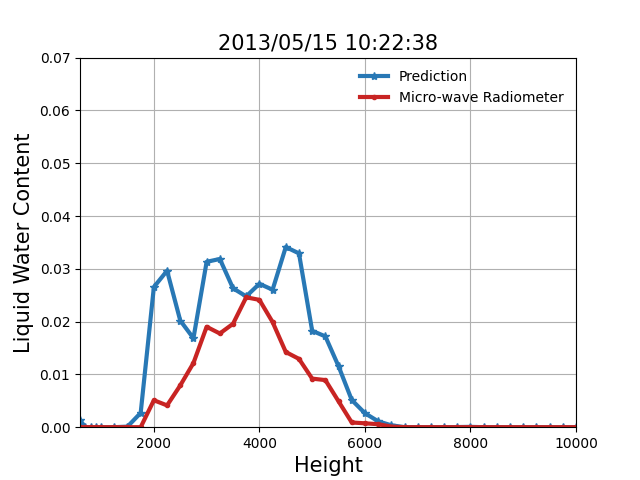 2013/05/15 10:22:38
0.07
0.06
0.05
0.04
0.03
0.02
0.01
0.00
Liquid Water Content
Prediction
Micro-wave Radiometer
2000 4000 6000 8000 10000
Height